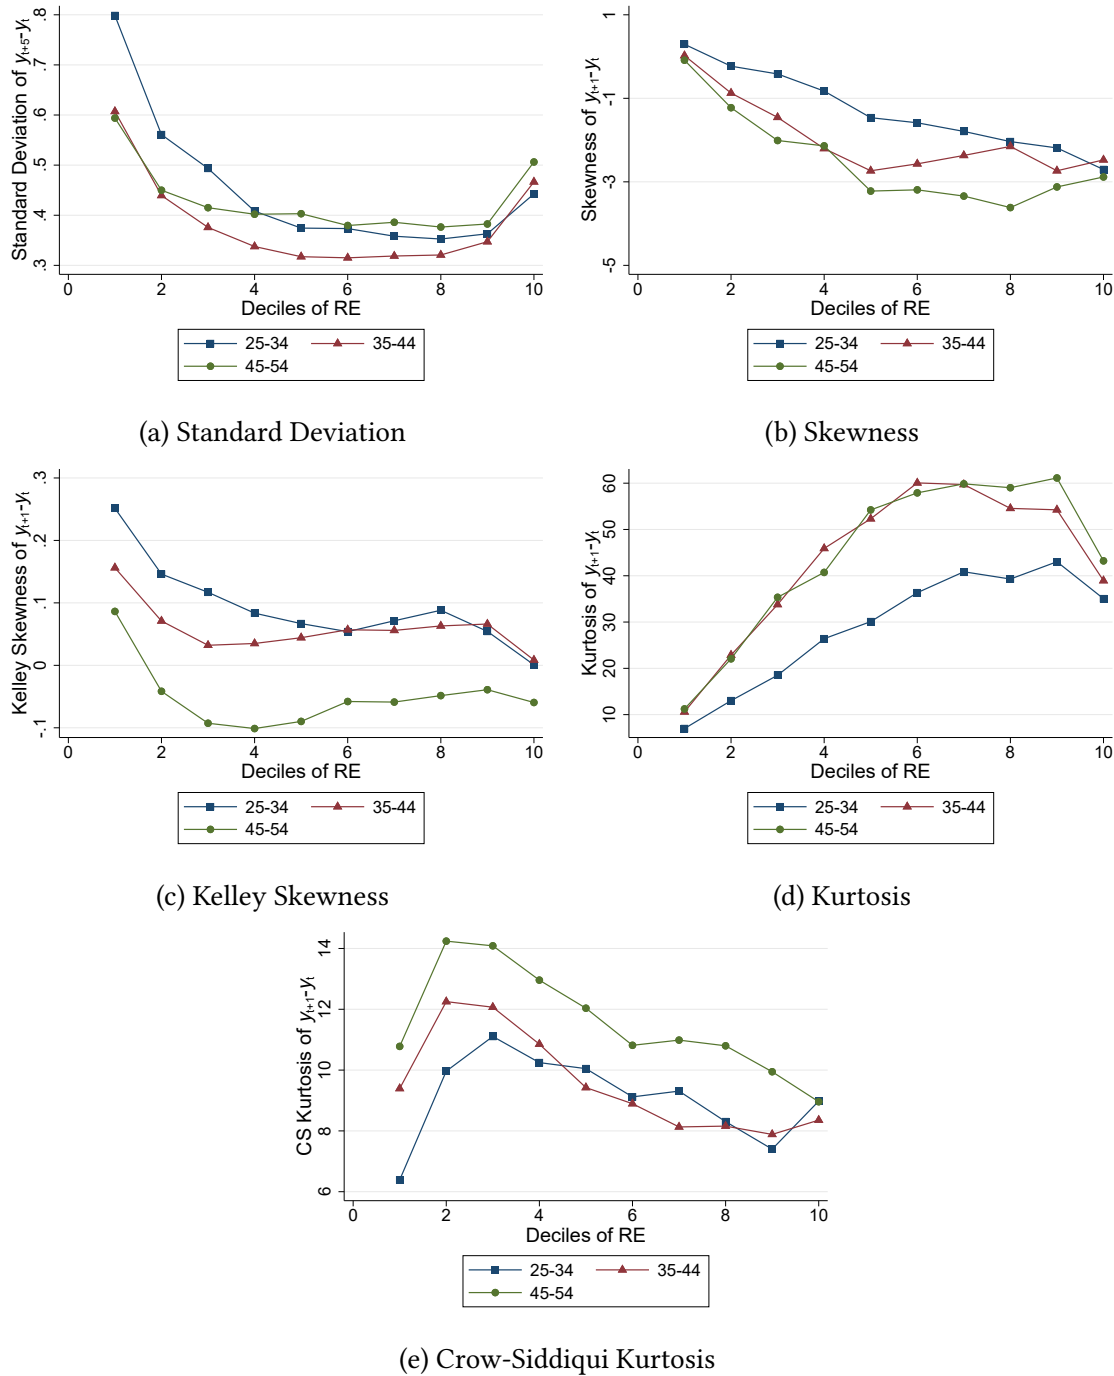 Standard Deviation of yt+5-yt
.3 .4 .5 .6 .7 .8
0 2 4 6 8 10
Deciles of RE
25-34 35-44
45-54
(a) Standard Deviation
Skewness of yt+1-yt
-5 -3 -1 1
0 2 4 6 8 10
Deciles of RE
25-34 35-44
45-54
(b) Skewness
Kelley Skewness of yt+1-yt
-.1 0 .1 .2 .3
0 2 4 6 8 10
Deciles of RE
25-34 35-44
45-54
(c) Kelley Skewness
Kurtosis of yt+1-yt
10 20 30 40 50 60
0 2 4 6 8 10
Deciles of RE
25-34 35-44
45-54
(d) Kurtosis
CS Kurtosis of yt+1-yt
6 8 10 12 14
0 2 4 6 8 10
Deciles of RE
25-34 35-44
45-54
(e) Crow-Siddiqui Kurtosis